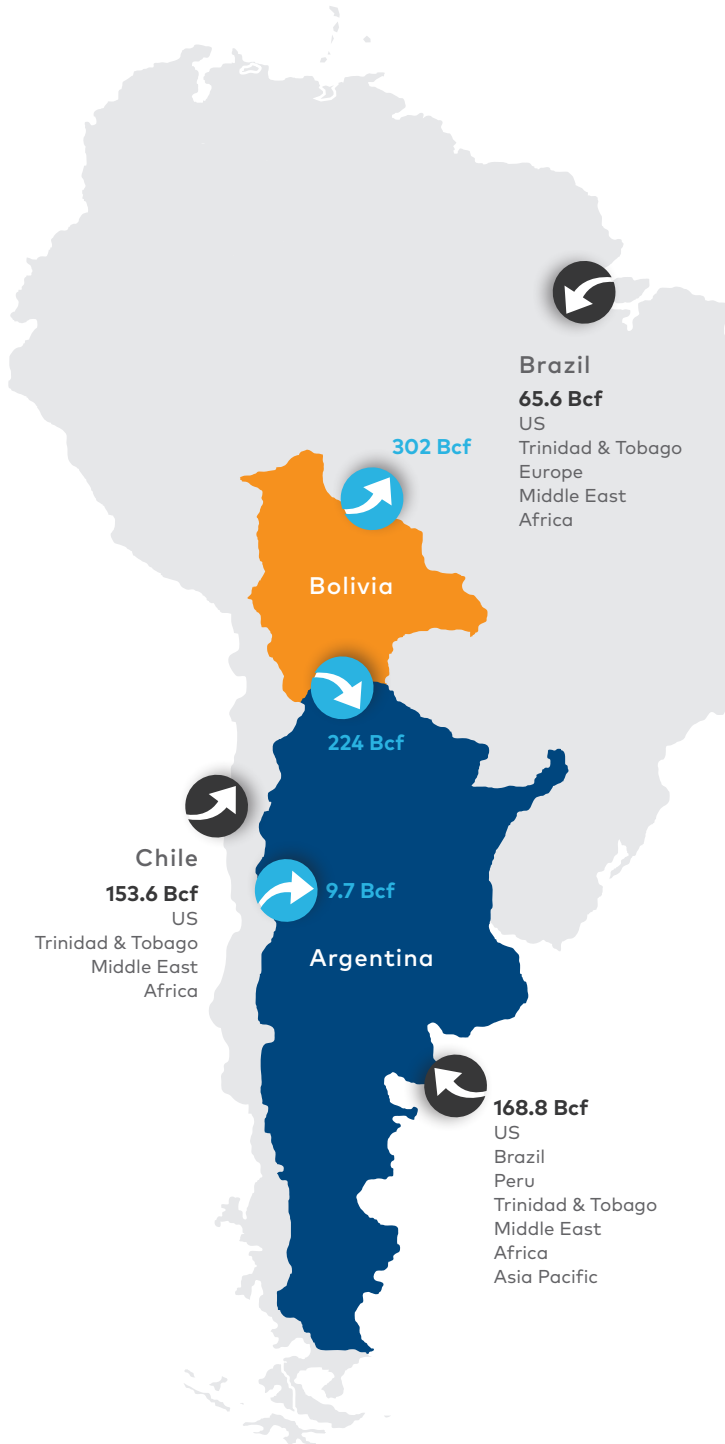 Brazil
65.6 Bcf
US
Trinidad & Tobago
Europe
Middle East
Africa
302 Bcf
Bolivia
224 Bcf
Chile
153.6 Bcf
US
Trinidad & Tobago
Middle East
Africa
9.7 Bcf
Argentina
168.8 Bcf
US
Brazil
Peru
Trinidad & Tobago
Middle East
Africa
Asia Pacific